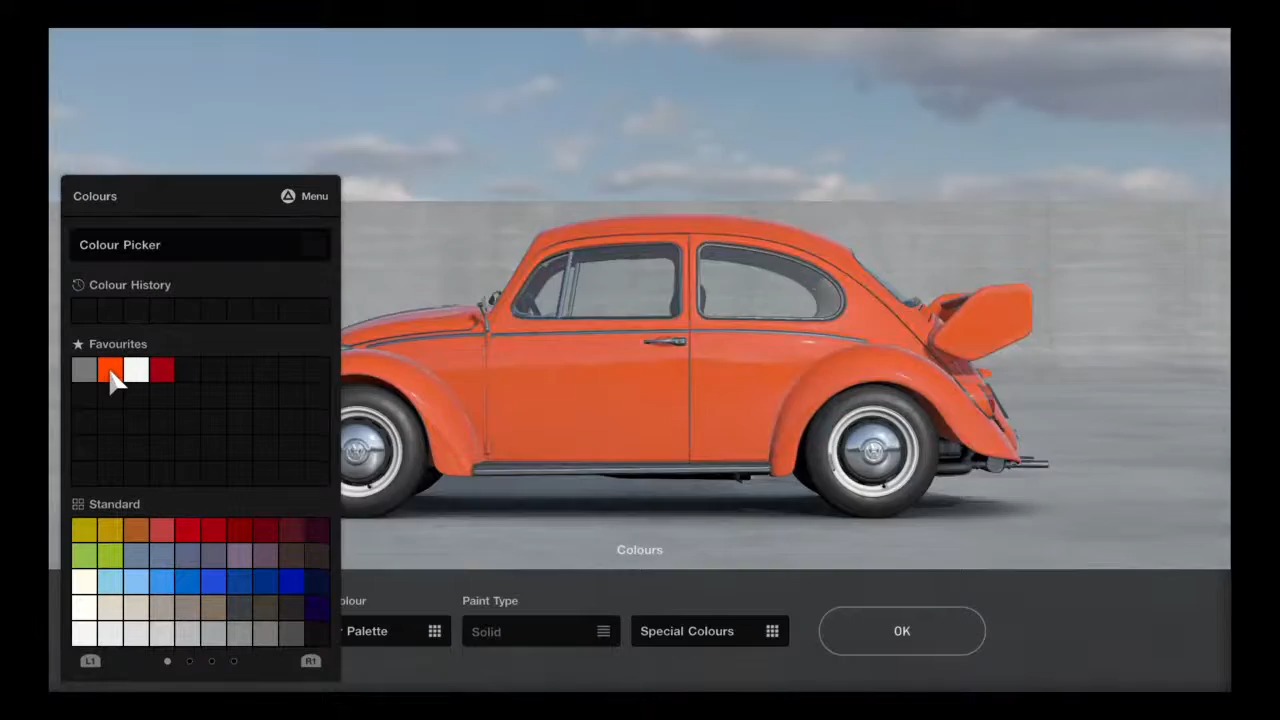 Colours
Menu
Colour Picker
Colour History
Favourites
Standard
L1
R1
Colours
olour
Palette
Paint Type
Solid
Special Colours
OK